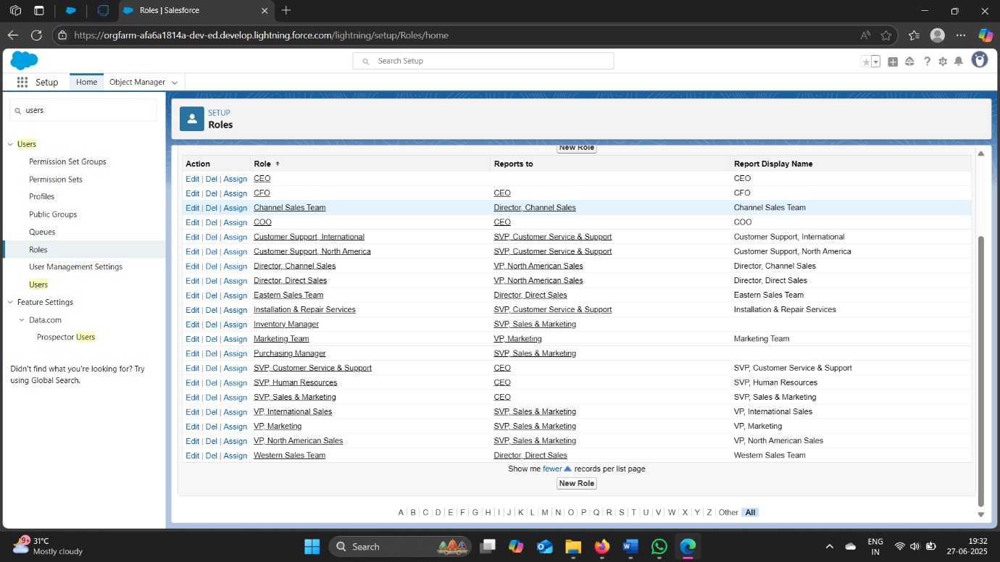 Roles | Salesforce
https://orgfarm-afa6a1814a-dev-ed.develop.lightning.force.com/lightning/setup/Roles/home
Search Setup
Setup Home Object Manager
users
Users
Permission Set Groups
Permission Sets
Profiles
Public Groups
Queues
Roles
User Management Settings
Users
Feature Settings
Data.com
Prospector Users
Didn't find what you're looking for? Try
using Global Search.
SETUP
Roles
New Role
Action Role Reports to Report Display Name
Edit | Del | Assign CEO CEO
Edit | Del | Assign CFO CEO CFO
Edit | Del | Assign Channel Sales Team Director, Channel Sales Channel Sales Team
Edit | Del | Assign COO CEO COO
Edit | Del | Assign Customer Support, International SVP, Customer Service & Support Customer Support, International
Edit | Del | Assign Customer Support, North America SVP, Customer Service & Support Customer Support, North America
Edit | Del | Assign Director, Channel Sales VP, North American Sales Director, Channel Sales
Edit | Del | Assign Director, Direct Sales VP, North American Sales Director, Direct Sales
Edit | Del | Assign Eastern Sales Team Director, Direct Sales Eastern Sales Team
Edit | Del | Assign Installation & Repair Services SVP, Customer Service & Support Installation & Repair Services
Edit | Del | Assign Inventory Manager SVP, Sales & Marketing
Edit | Del | Assign Marketing Team VP, Marketing Marketing Team
Edit | Del | Assign Purchasing Manager SVP, Sales & Marketing
Edit | Del | Assign SVP, Customer Service & Support CEO SVP, Customer Service & Support
Edit | Del | Assign SVP, Human Resources CEO SVP, Human Resources
Edit | Del | Assign SVP, Sales & Marketing CEO SVP, Sales & Marketing
Edit | Del | Assign VP, International Sales SVP, Sales & Marketing VP, International Sales
Edit | Del | Assign VP, Marketing SVP, Sales & Marketing VP, Marketing
Edit | Del | Assign VP, North American Sales SVP, Sales & Marketing VP, North American Sales
Edit | Del | Assign Western Sales Team Director, Direct Sales Western Sales Team
Show me fewer records per list page
New Role
A | B | C | D | E | F | G | H | I | J | K | L | M | N | O | P | Q | R | S | T | U | V | W | X | Y | Z | Other All
9+
31°C
Mostly cloudy
Search
ENG
IN
19:32
27-06-2025